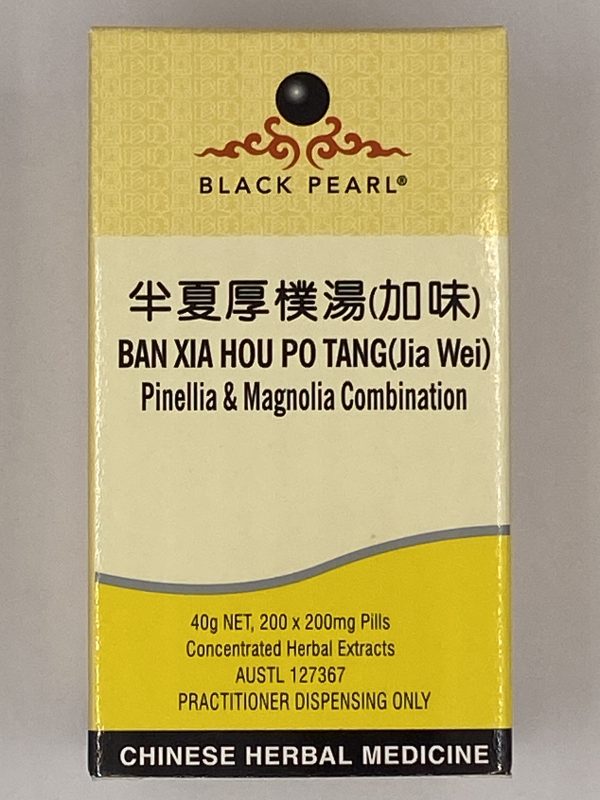 BLACK PEARL®
半夏厚樸湯(加味)
BAN XIA HOU PO TANG(Jia Wei)
Pinellia & Magnolia Combination
40g NET, 200 x 200mg Pills
Concentrated Herbal Extracts
AUSTL 127367
PRACTITIONER DISPENSING ONLY
CHINESE HERBAL MEDICINE